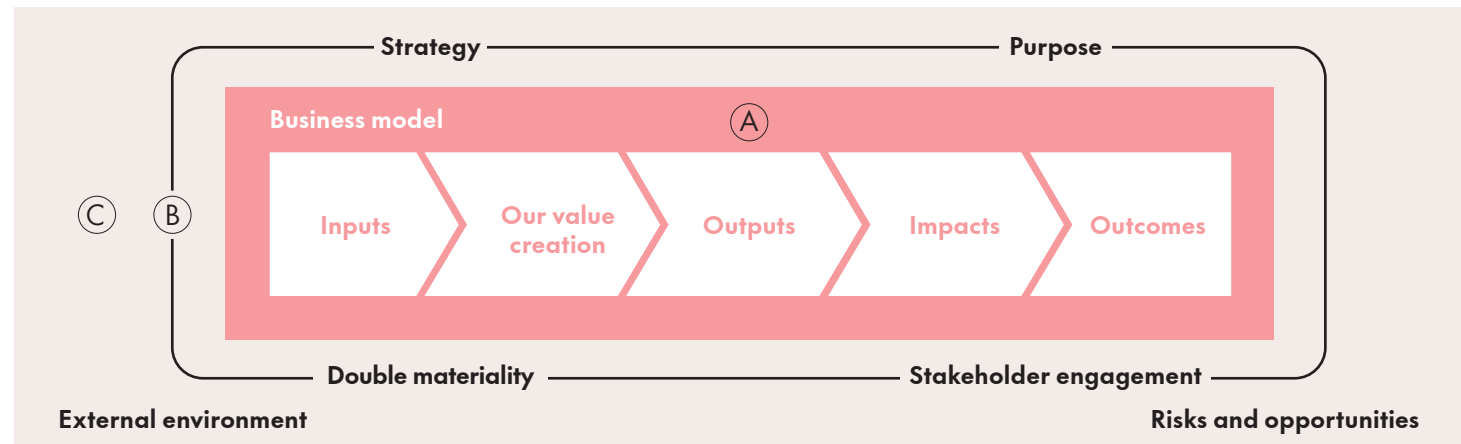 Strategy
Purpose
Business model
A
C
B
Inputs
Our value
creation
Outputs
Impacts
Outcomes
Double materiality
Stakeholder engagement
External environment
Risks and opportunities